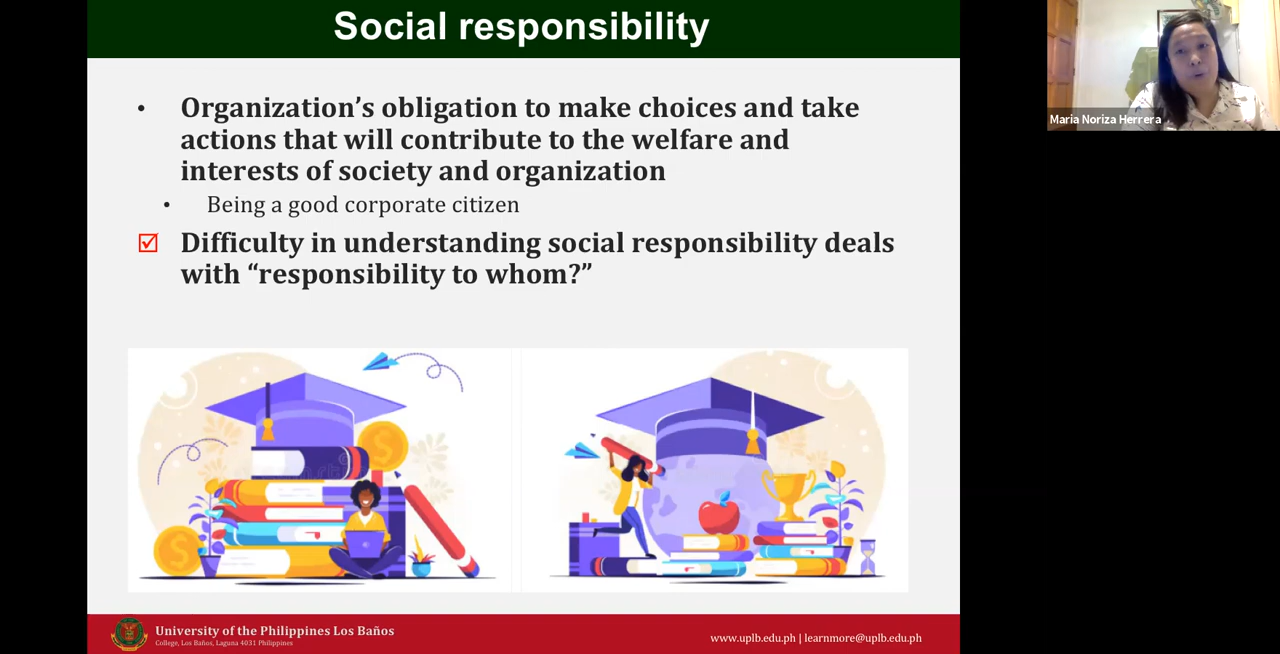 Social responsibility
• Organization’s obligation to make choices and take
actions that will contribute to the welfare and
interests of society and organization
• Being a good corporate citizen
☑ Difficulty in understanding social responsibility deals
with “responsibility to whom?”
University of the Philippines Los Baños
College, Los Baños, Laguna 4031 Philippines
www.uplb.edu.ph | learnmore@uplb.edu.ph
Maria Noriza Herrera